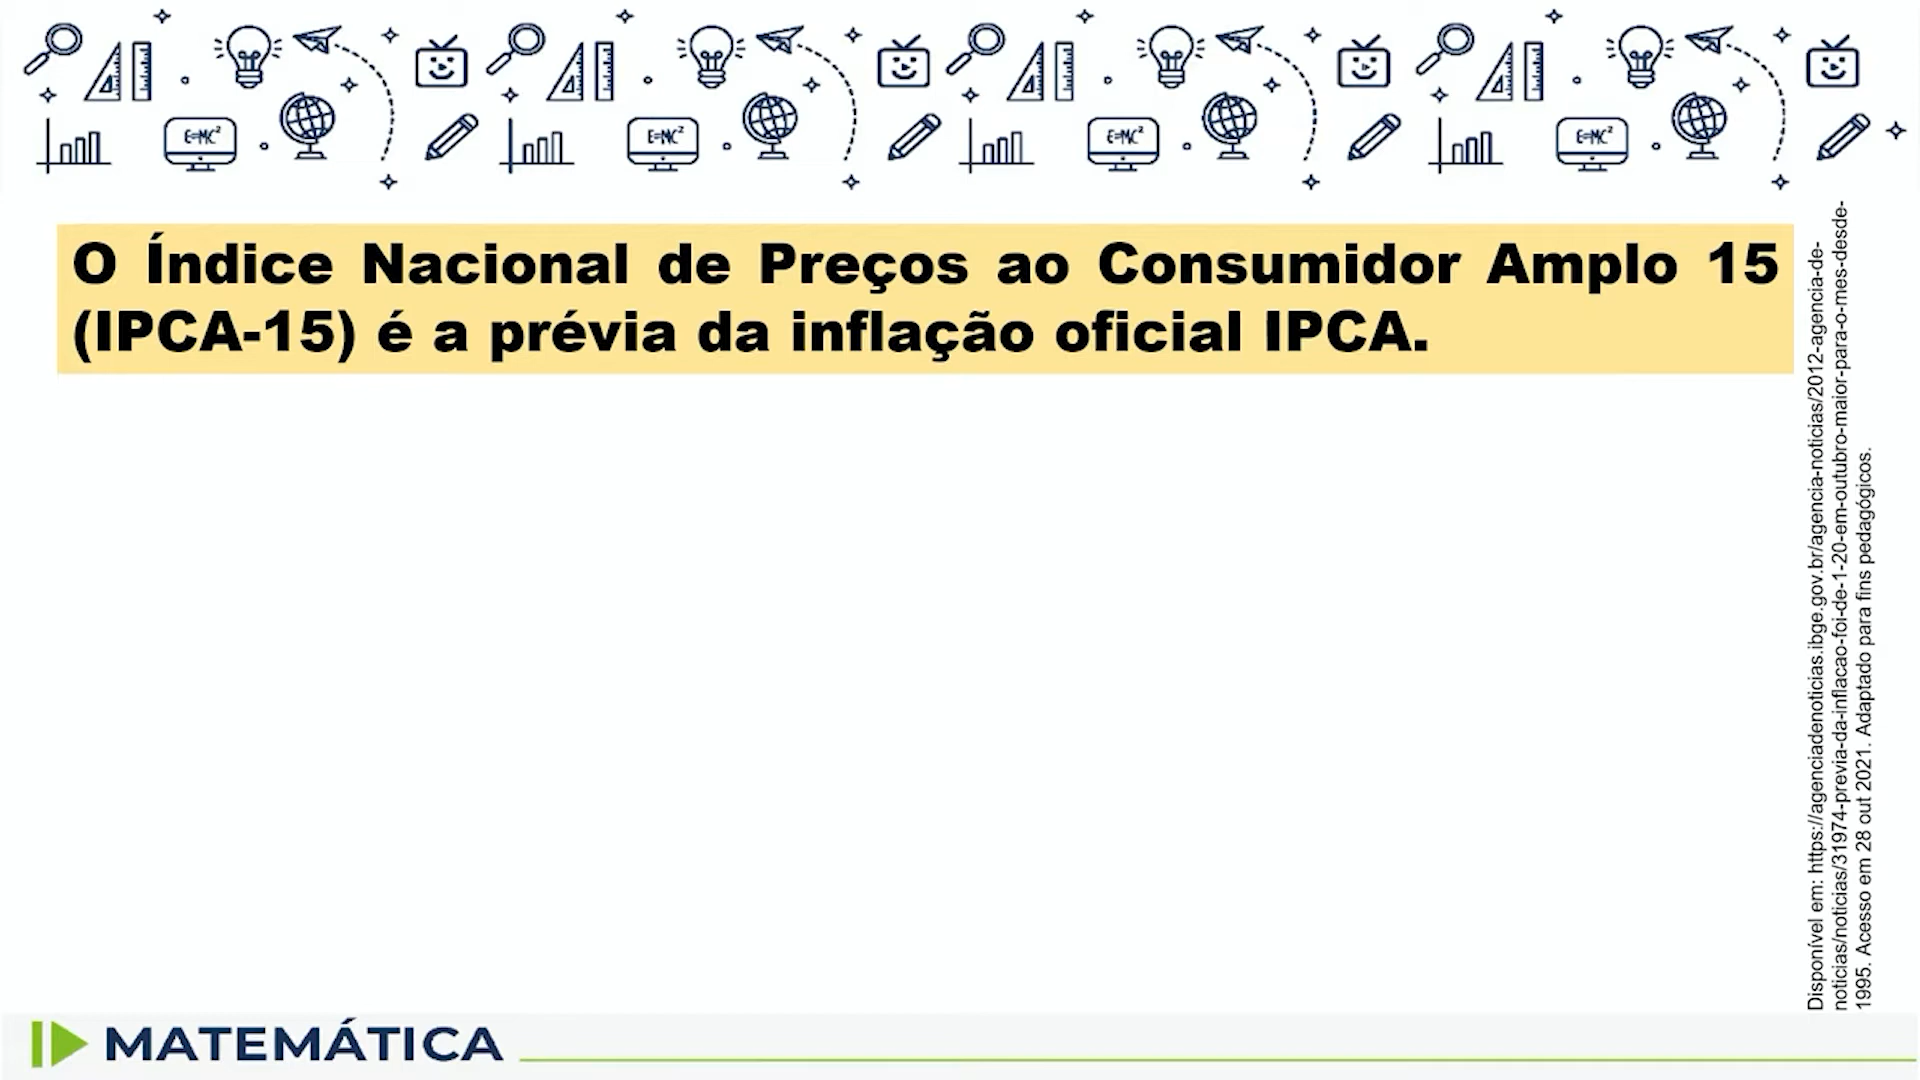 E=MC²
E=MC²
E=MC²
E=MC²
O Índice Nacional de Preços ao Consumidor Amplo 15
(IPCA-15) é a prévia da inflação oficial IPCA.
Disponível em: https://agenciadenoticias.ibge.gov.br/agencia-noticias/2012-agencia-de-
noticias/noticias/31974-previa-da-inflacao-foi-de-1-20-em-outubro-maior-para-o-mes-desde-
1995. Acesso em 28 out 2021. Adaptado para fins pedagógicos.
MATEMÁTICA